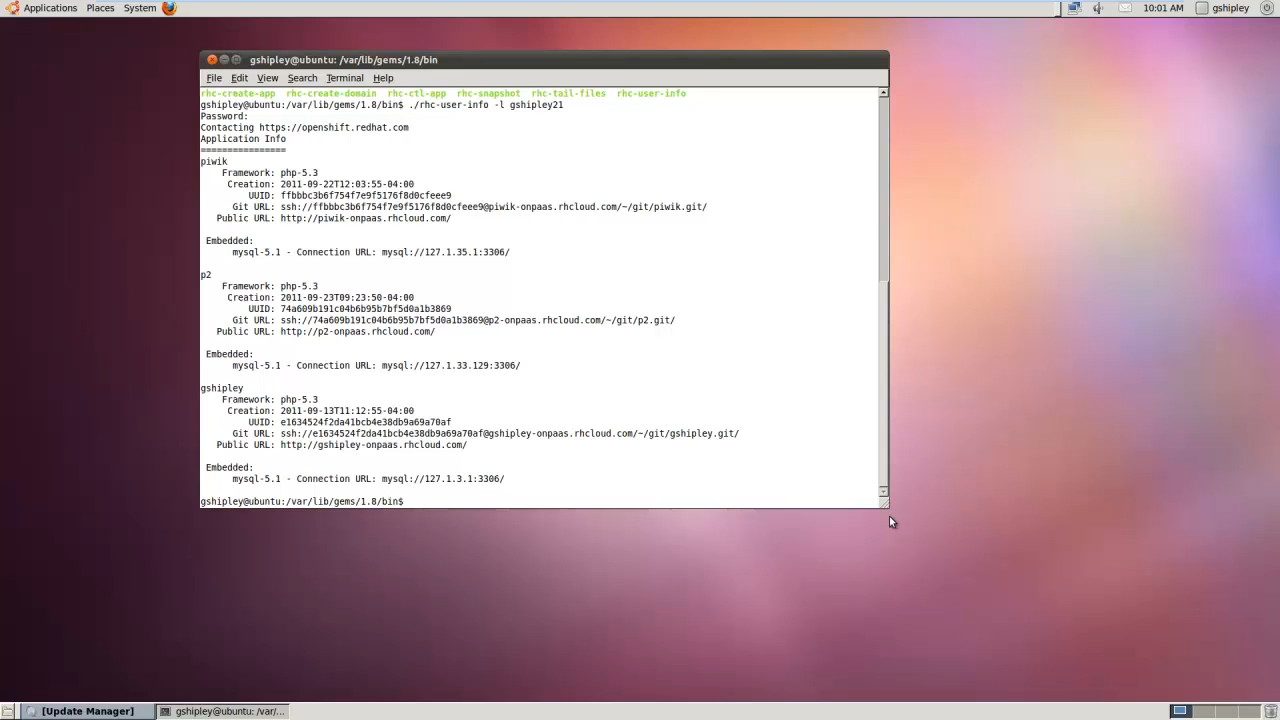 Applications Places System 10:01 AM gshipley
gshipley@ubuntu: /var/lib/gems/1.8/bin
File Edit View Search Terminal Help
rhc-create-app rhc-create-domain rhc-ctl-app rhc-snapshot rhc-tail-files rhc-user-info
gshipley@ubuntu:/var/lib/gems/1.8/bin$ ./rhc-user-info -l gshipley21
Password:
Contacting https://openshift.redhat.com
Application Info
================
piwik
Framework: php-5.3
Creation: 2011-09-22T12:03:55-04:00
UUID: ffbbbc3b6f754f7e9f5176f8d0cfeee9
Git URL: ssh://ffbbbc3b6f754f7e9f5176f8d0cfeee9@piwik-onpaas.rhcloud.com/~/git/piwik.git/
Public URL: http://piwik-onpaas.rhcloud.com/
Embedded:
mysql-5.1 - Connection URL: mysql://127.1.35.1:3306/
p2
Framework: php-5.3
Creation: 2011-09-23T09:23:50-04:00
UUID: 74a609b191c04b6b95b7bf5d0a1b3869
Git URL: ssh://74a609b191c04b6b95b7bf5d0a1b3869@p2-onpaas.rhcloud.com/~/git/p2.git/
Public URL: http://p2-onpaas.rhcloud.com/
Embedded:
mysql-5.1 - Connection URL: mysql://127.1.33.129:3306/
gshipley
Framework: php-5.3
Creation: 2011-09-13T11:12:55-04:00
UUID: e1634524f2da41bcb4e38db9a69a70af
Git URL: ssh://e1634524f2da41bcb4e38db9a69a70af@gshipley-onpaas.rhcloud.com/~/git/gshipley.git/
Public URL: http://gshipley-onpaas.rhcloud.com/
Embedded:
mysql-5.1 - Connection URL: mysql://127.1.3.1:3306/
gshipley@ubuntu:/var/lib/gems/1.8/bin$
[Update Manager] gshipley@ubuntu: /var/...